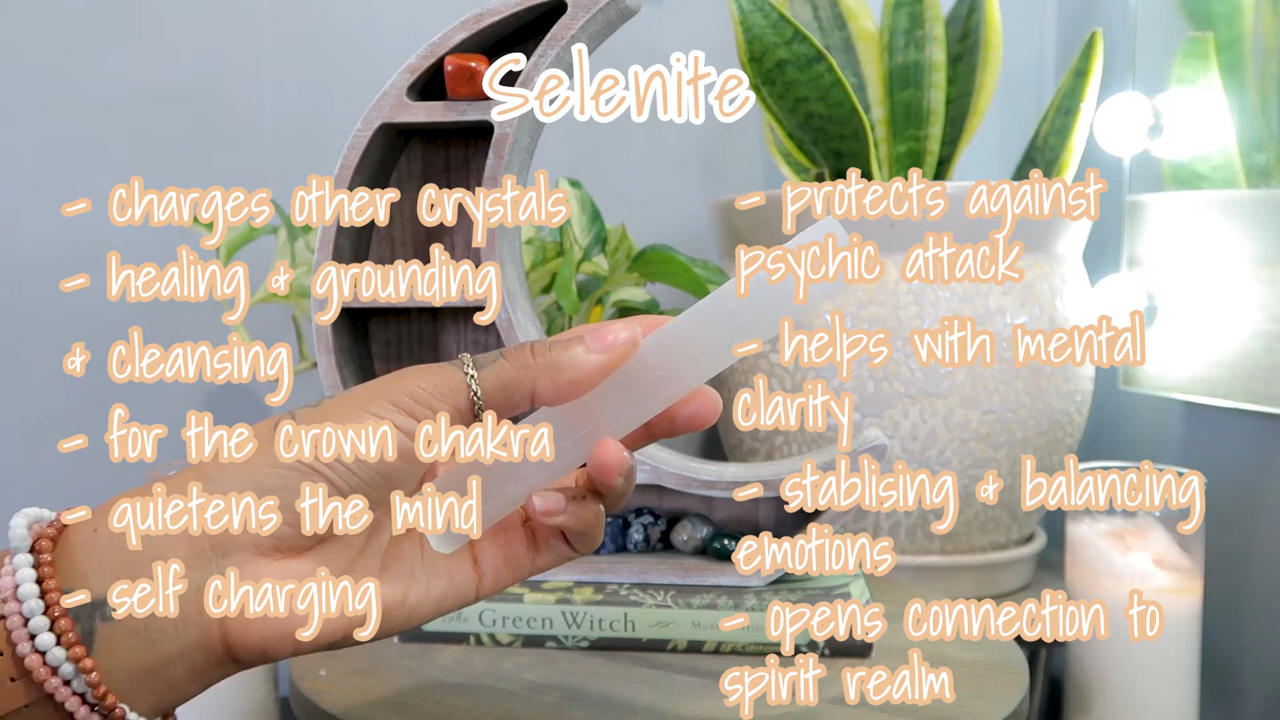 Selenite
- charges other crystals
- healing & grounding
& cleansing
- for the crown chakra
- quietens the mind
- self charging
- protects against
psychic attack
- helps with mental
clarity
- stablising & balancing
emotions
- opens connection to
spirit realm
the Green Witch